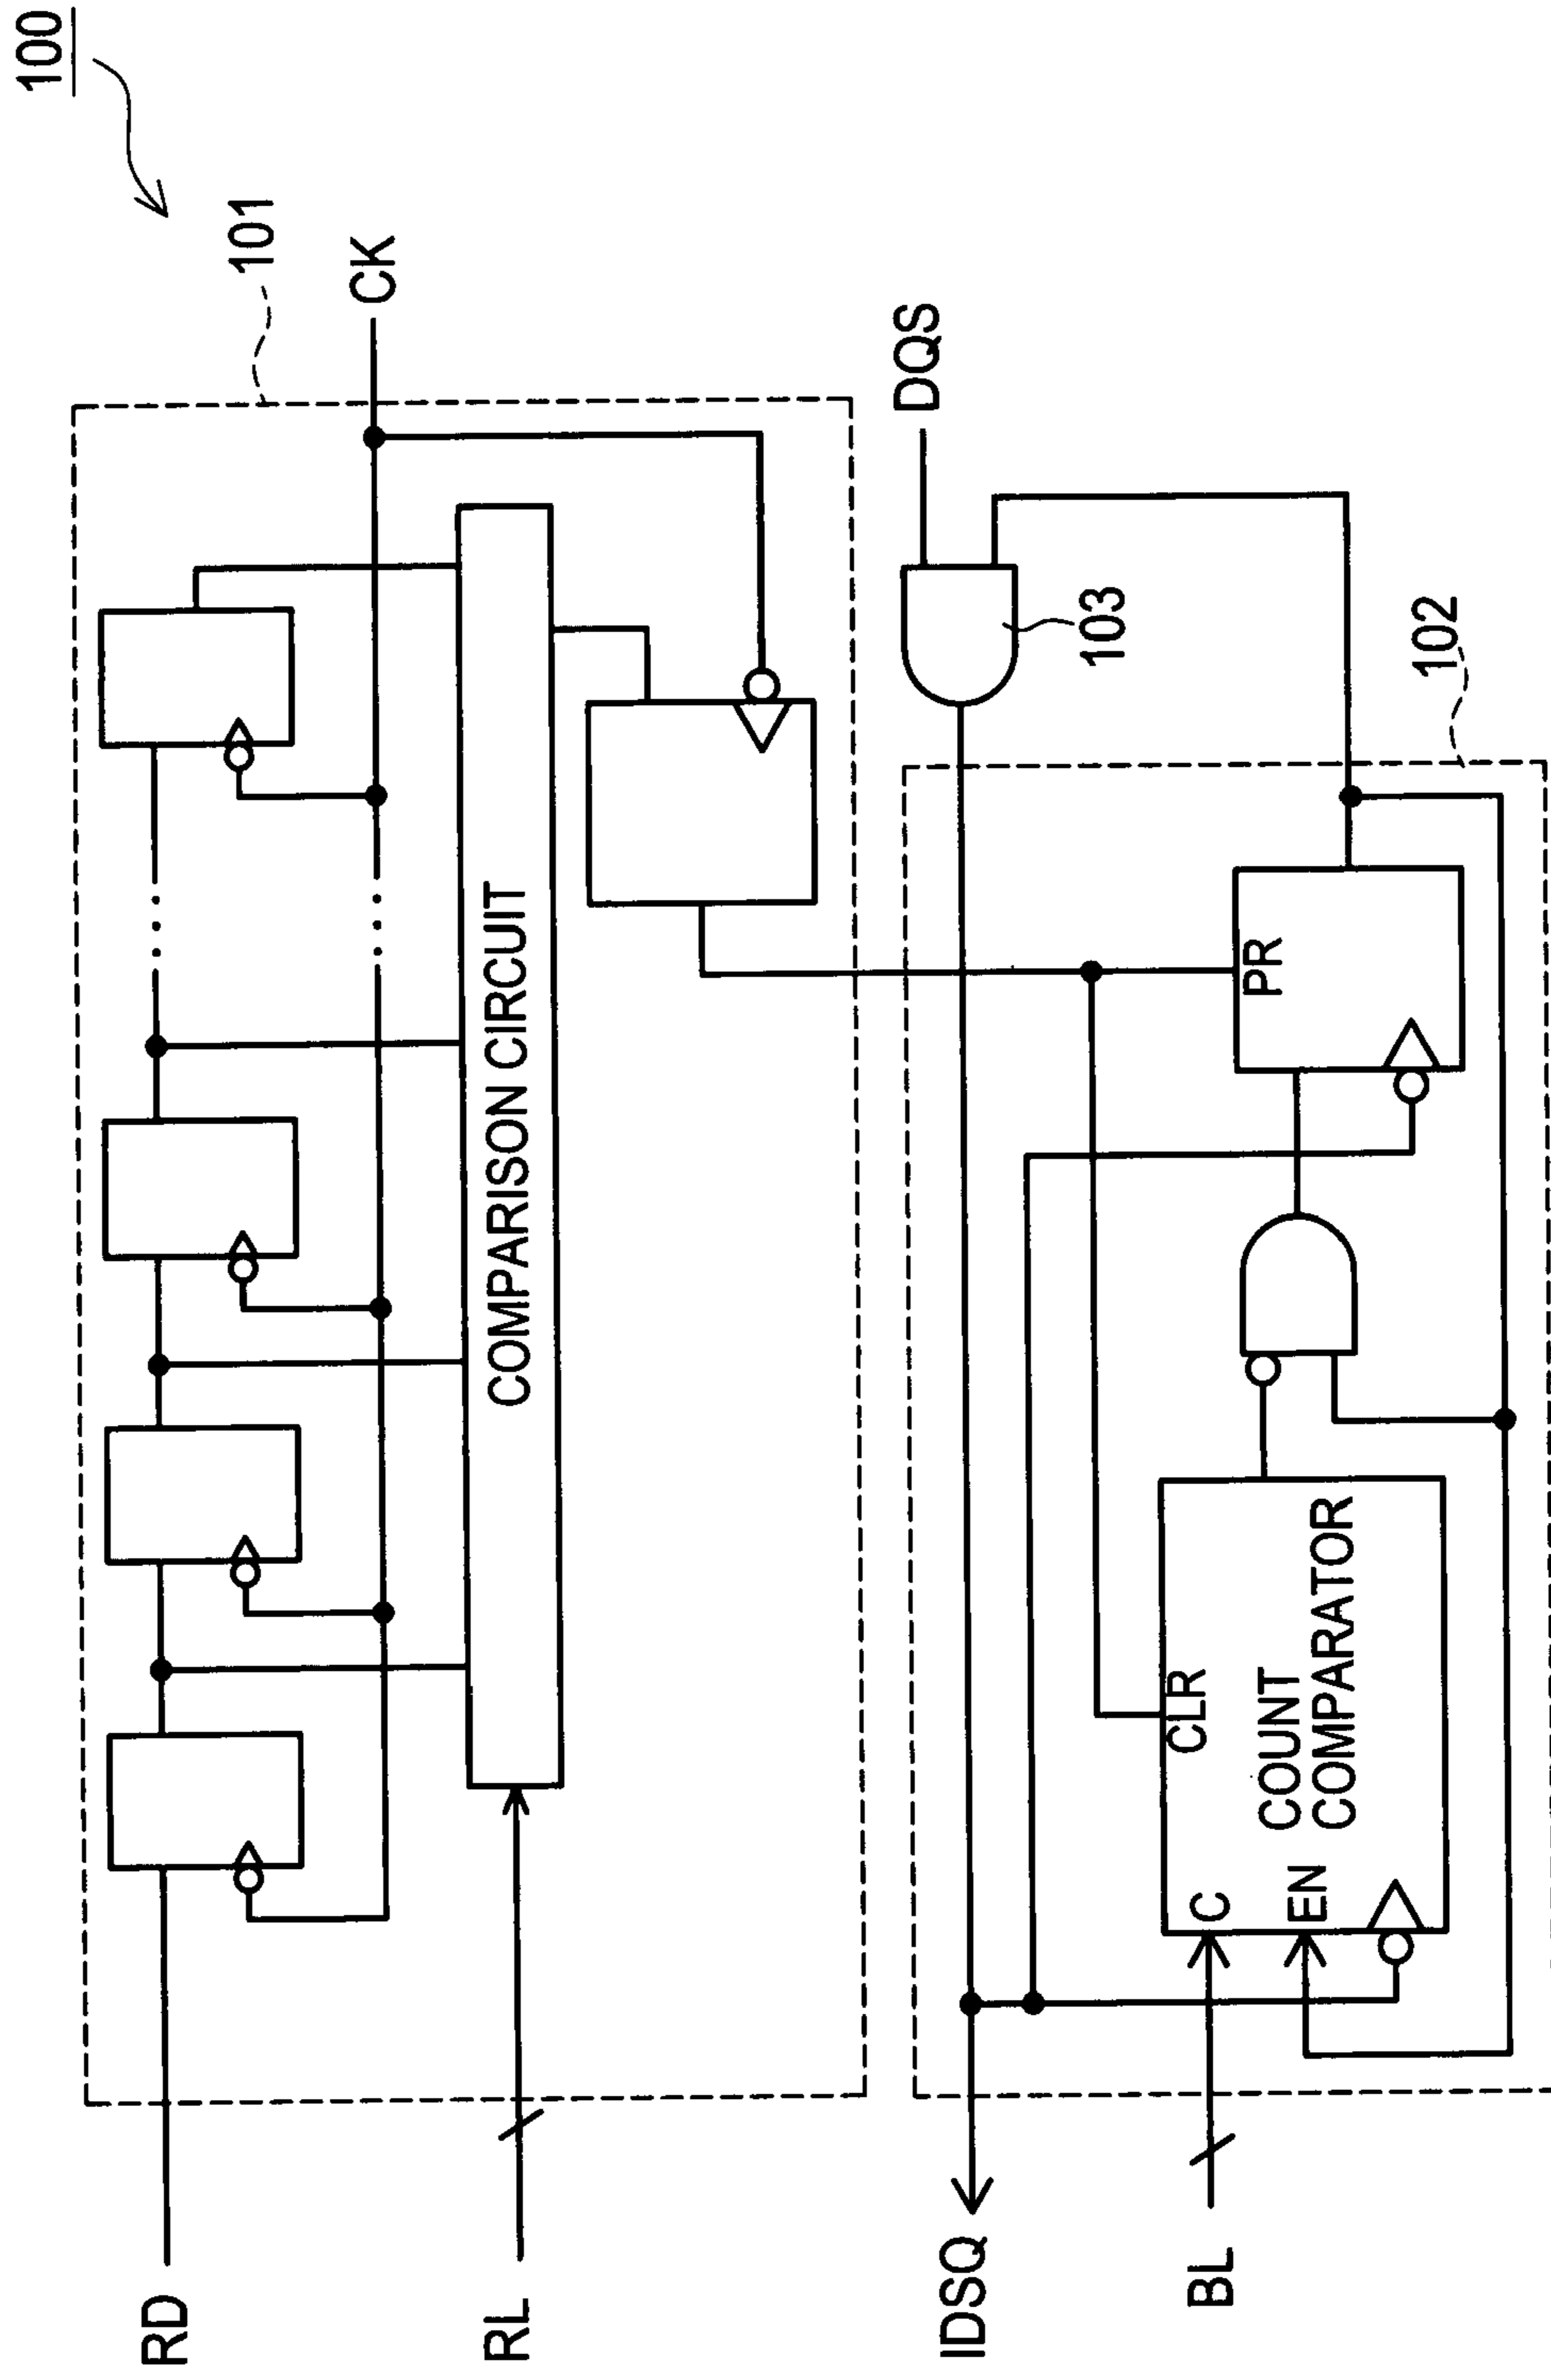 100
101
CK
RD
RL
COMPARISON CIRCUIT
DQS
103
102
IDSQ
BL
PR
C
CLR
EN
COUNT
COMPARATOR